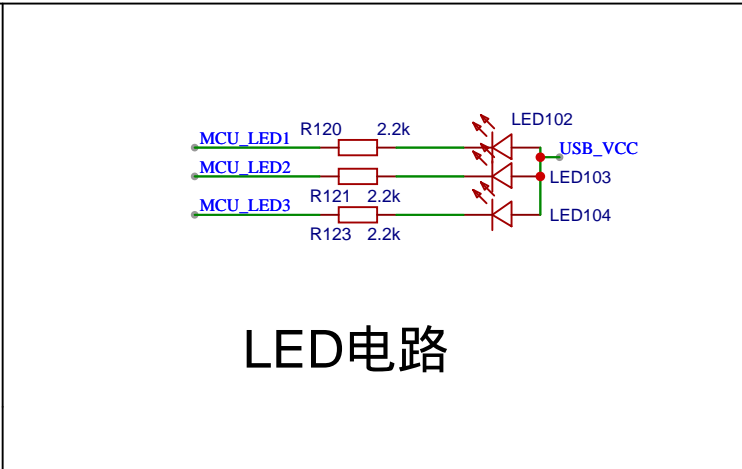 R120 2.2k LED102
MCU_LED1 USB_VCC
MCU_LED2 LED103
R121 2.2k
MCU_LED3 LED104
R123 2.2k
LED电路